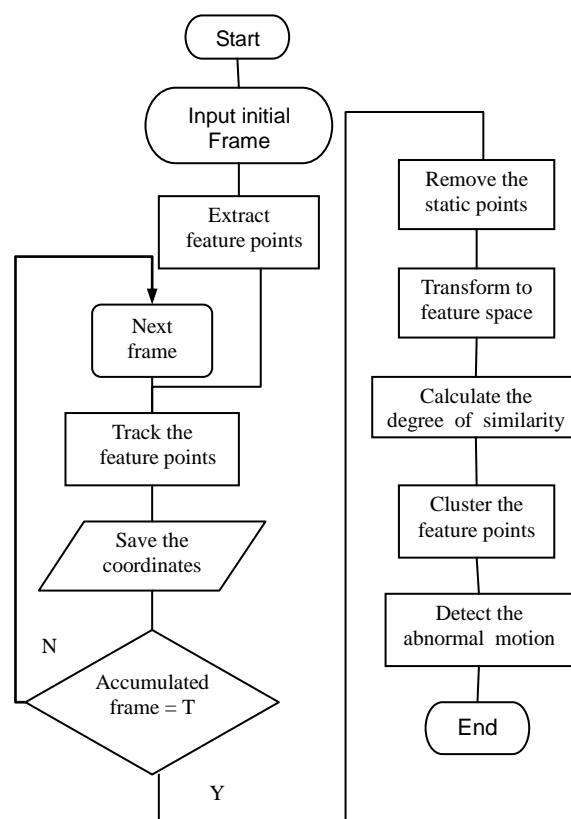 Start
Input initial
Frame
Extract
feature points
Next
frame
Track the
feature points
Save the
coordinates
N
Accumulated
frame = T
Y
Remove the
static points
Transform to
feature space
Calculate the
degree of similarity
Cluster the
feature points
Detect the
abnormal motion
End